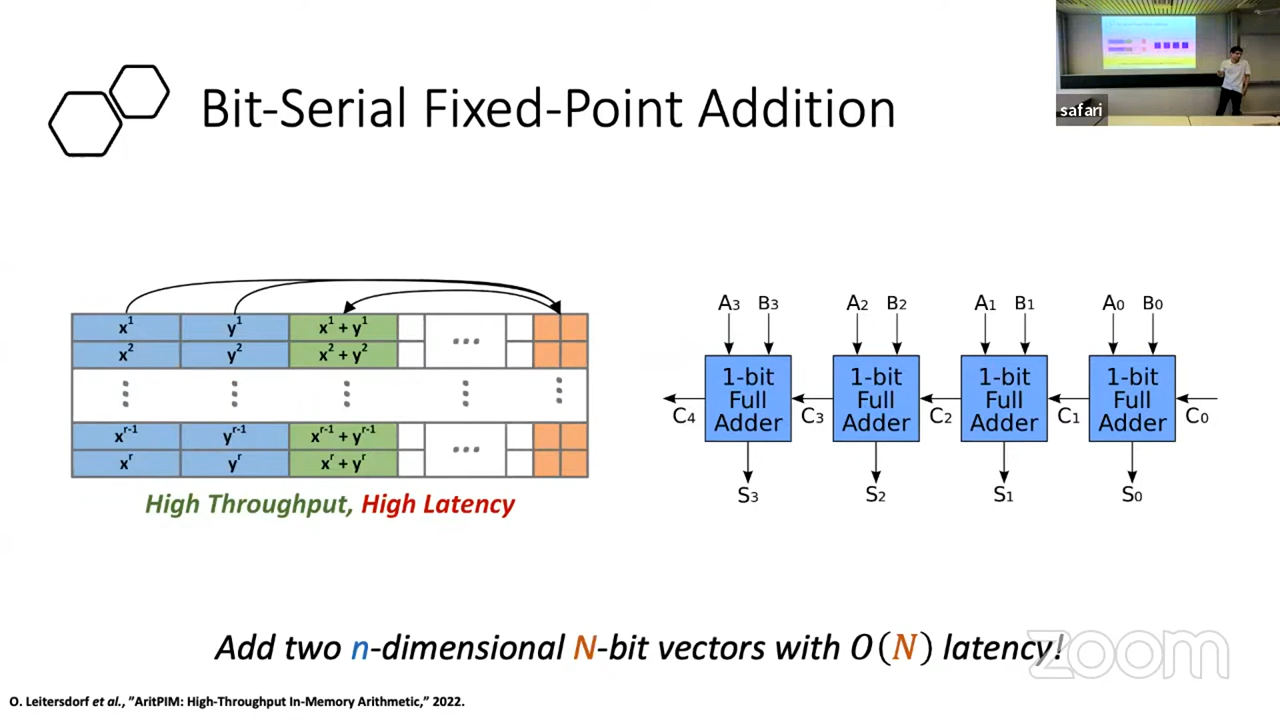 safari
Bit-Serial Fixed-Point Addition
x¹ y¹ x¹ + y¹
x² y² x² + y²
xʳ⁻¹ yʳ⁻¹ xʳ⁻¹ + yʳ⁻¹
xʳ yʳ xʳ + yʳ
High Throughput, High Latency
A₃ B₃ A₂ B₂ A₁ B₁ A₀ B₀
1-bit Full Adder
1-bit Full Adder
1-bit Full Adder
1-bit Full Adder
C₄ C₃ C₂ C₁ C₀
S₃ S₂ S₁ S₀
Add two n-dimensional N-bit vectors with O(N) latency!
zoom
O. Leitersdorf et al., ”AritPIM: High-Throughput In-Memory Arithmetic,” 2022.